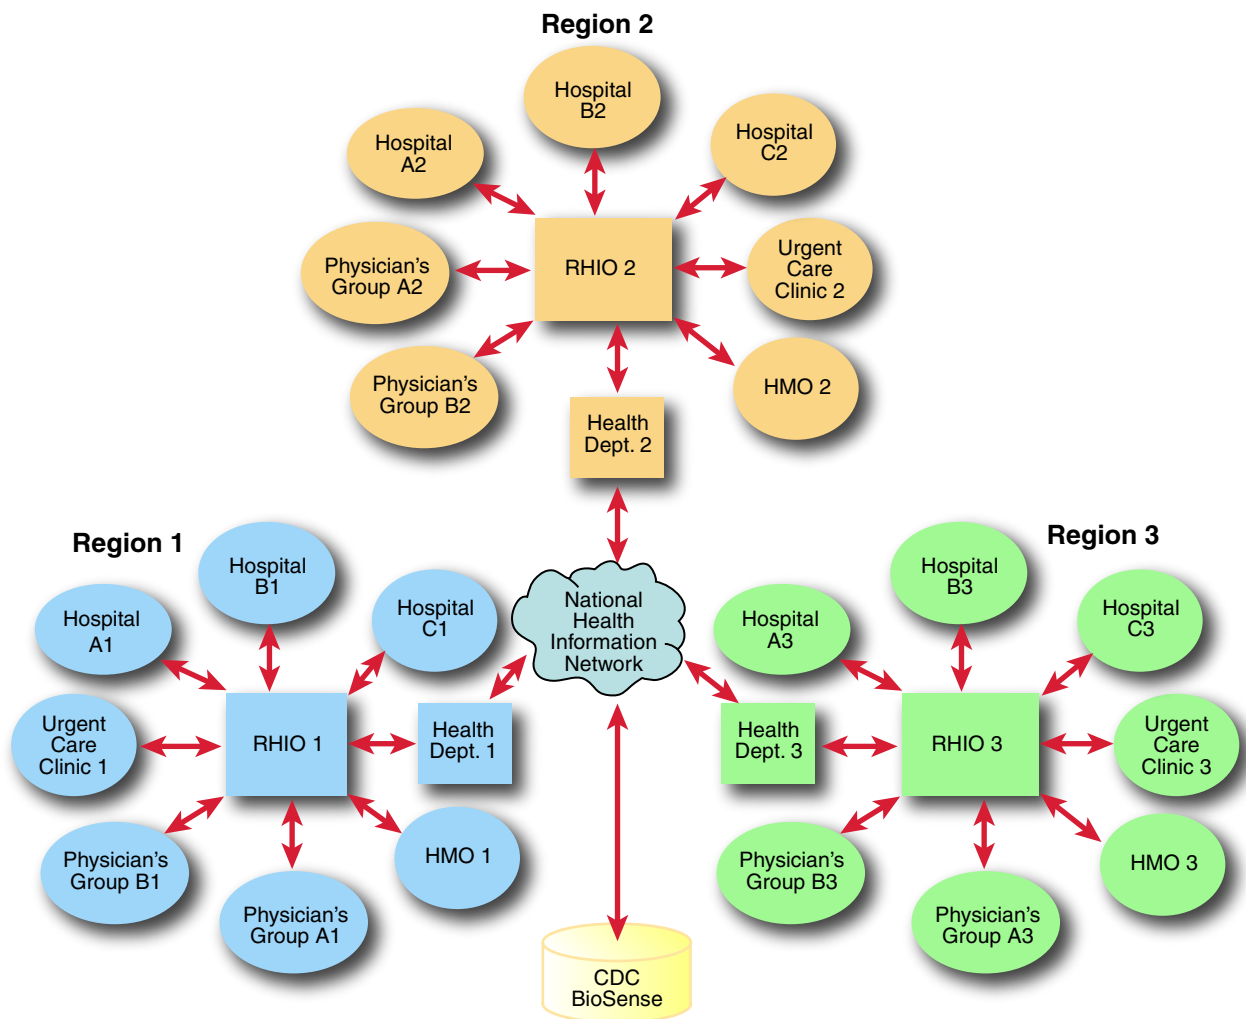 Region 2
Hospital
B2
Hospital
A2
Hospital
C2
Physician's
Group A2
RHIO 2
Urgent
Care
Clinic 2
Physician's
Group B2
HMO 2
Health
Dept. 2
Region 1
Hospital
B1
Hospital
A1
Hospital
C1
Urgent
Care
Clinic 1
RHIO 1
Health
Dept. 1
Physician's
Group B1
Physician's
Group A1
HMO 1
National
Health
Information
Network
Region 3
Hospital
B3
Hospital
A3
Hospital
C3
Health
Dept. 3
RHIO 3
Urgent
Care
Clinic 3
Physician's
Group B3
Physician's
Group A3
HMO 3
CDC
BioSense